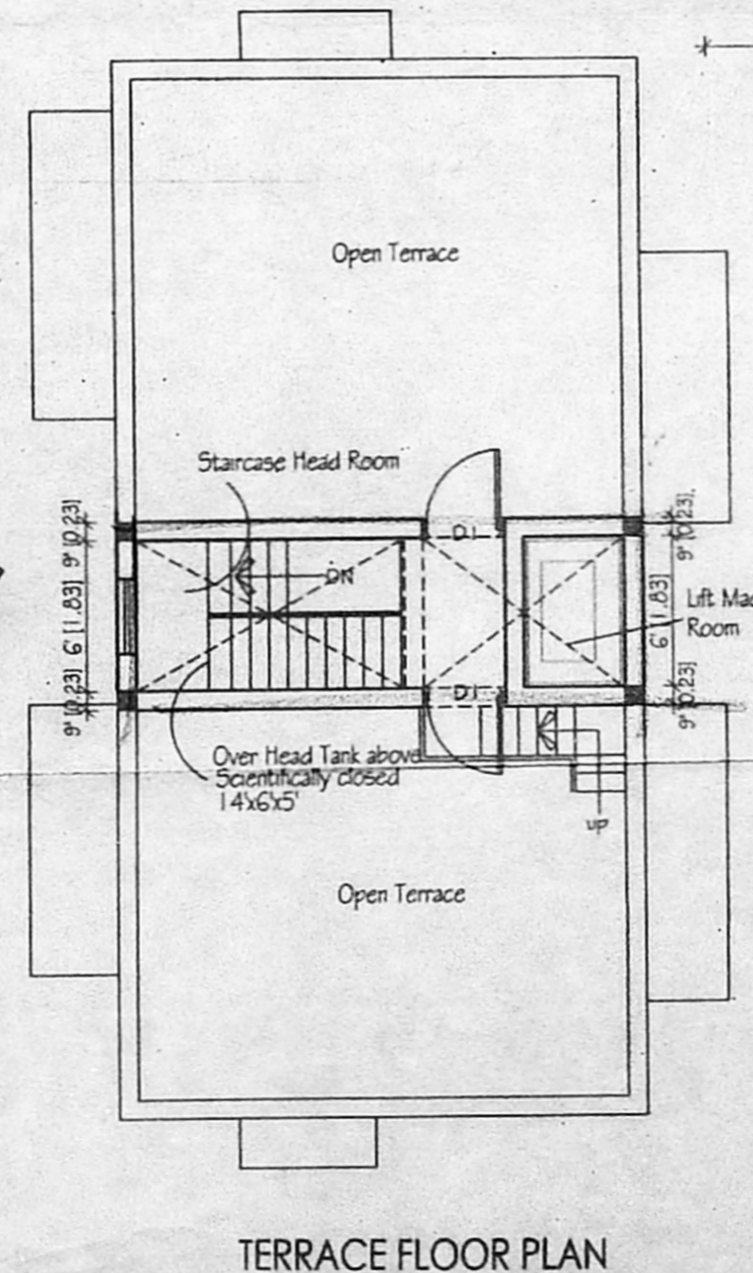 Open Terrace
Staircase Head Room
D1
9" [0.23]
6' [1.83]
9" [0.23]
DN
9" [0.23]
6' [1.83]
9" [0.23]
Lift Mac
Room
D1
Over Head Tank above
Scientifically closed
14'x6'x5'
up
Open Terrace
TERRACE FLOOR PLAN